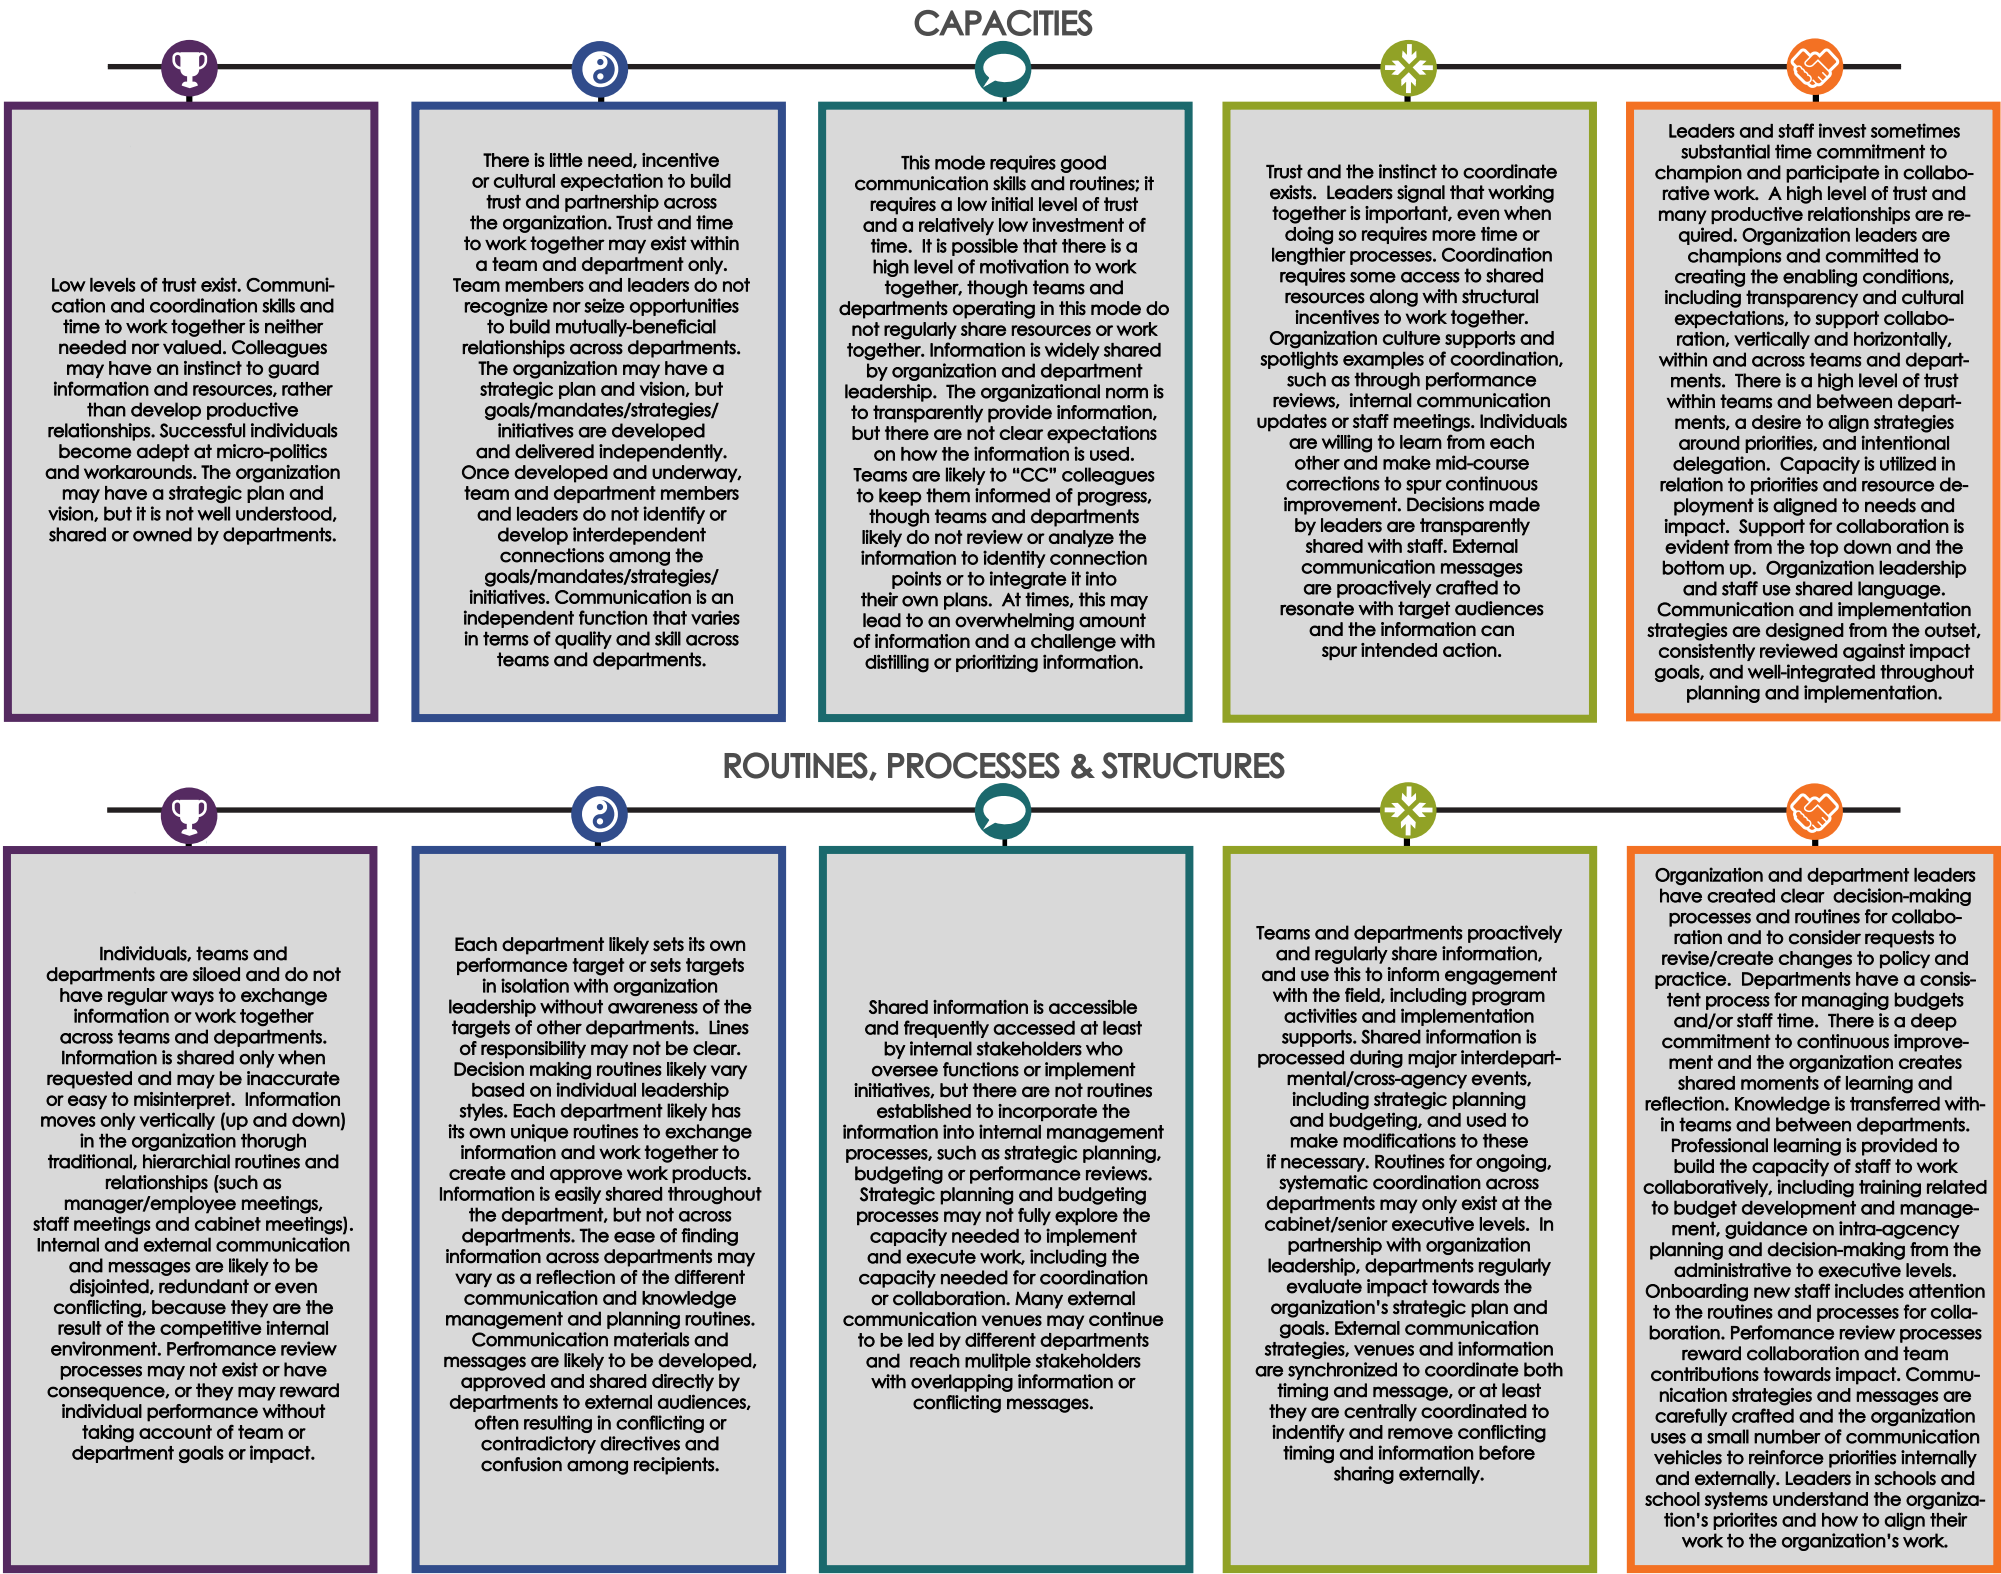 CAPACITIES
Low levels of trust exist. Communi-
cation and coordination skills and
time to work together is neither
needed nor valued. Colleagues
may have an instinct to guard
information and resources, rather
than develop productive
relationships. Successful individuals
become adept at micro-politics
and workarounds. The organization
may have a strategic plan and
vision, but it is not well understood,
shared or owned by departments.
There is little need, incentive
or cultural expectation to build
trust and partnership across
the organization. Trust and time
to work together may exist within
a team and department only.
Team members and leaders do not
recognize nor seize opportunities
to build mutually-beneficial
relationships across departments.
The organization may have a
strategic plan and vision, but
goals/mandates/strategies/
initiatives are developed
and delivered independently.
Once developed and underway,
team and department members
and leaders do not identify or
develop interdependent
connections among the
goals/mandates/strategies/
initiatives. Communication is an
independent function that varies
in terms of quality and skill across
teams and departments.
This mode requires good
communication skills and routines; it
requires a low initial level of trust
and a relatively low investment of
time.  It is possible that there is a
high level of motivation to work
together, though teams and
departments operating in this mode do
not regularly share resources or work
together. Information is widely shared
by organization and department
leadership.  The organizational norm is
to transparently provide information,
but there are not clear expectations
on how the information is used.
Teams are likely to “CC” colleagues
to keep them informed of progress,
though teams and departments
likely do not review or analyze the
information to identity connection
points or to integrate it into
their own plans.  At times, this may
lead to an overwhelming amount
of information and a challenge with
distilling or prioritizing information.
Trust and the instinct to coordinate
exists.  Leaders signal that working
together is important, even when
doing so requires more time or
lengthier processes. Coordination
requires some access to shared
resources along with structural
incentives to work together.
Organization culture supports and
spotlights examples of coordination,
such as through performance
reviews,  internal communication
updates or staff meetings. Individuals
are willing to learn from each
other and make mid-course
corrections to spur continuous
improvement. Decisions made
by leaders are transparently
shared with staff. External
communication messages
are proactively crafted to
resonate with target audiences
and the information can
spur intended action.
Leaders and staff invest sometimes
substantial time commitment to
champion and participate in collabo-
rative work.  A high level of trust and
many productive relationships are re-
quired. Organization leaders are
champions and committed to
creating the enabling conditions,
including transparency and cultural
expectations, to support collabo-
ration, vertically and horizontally,
within and across teams and depart-
ments.  There is a high level of trust
within teams and between depart-
ments, a desire to align strategies
around priorities, and intentional
delegation.  Capacity is utilized in
relation to priorities and resource de-
ployment is aligned to needs and
impact.  Support for collaboration is
evident from the top down and the
bottom up.  Organization leadership
and staff use shared language.
Communication and implementation
strategies are designed from the outset,
consistently reviewed against impact
goals, and well-integrated throughout
planning and implementation.
ROUTINES, PROCESSES & STRUCTURES
Individuals, teams and
departments are siloed and do not
have regular ways to exchange
information or work together
across teams and departments.
Information is shared only when
requested and may be inaccurate
or easy to misinterpret.  Information
moves only vertically (up and down)
in the organization thorugh
traditional, hierarchial routines and
relationships (such as
manager/employee meetings,
staff meetings and cabinet meetings).
Internal and external communication
and messages are likely to be
disjointed, redundant or even
conflicting, because they are the
result of the competitive internal
environment. Perfromance review
processes may not exist or have
consequence, or they may reward
individual performance without
taking account of team or
department goals or impact.
Each department likely sets its own
performance target or sets targets
in isolation with organization
leadership without awareness of the
targets of other departments.  Lines
of responsibility may not be clear.
Decision making routines likely vary
based on individual leadership
styles. Each department likely has
its own unique routines to exchange
information and work together to
create and approve work products.
Information is easily shared throughout
the department, but not across
departments. The ease of finding
information across departments may
vary as a reflection of the different
communication and knowledge
management and planning routines.
Communication materials and
messages are likely to be developed,
approved and shared directly by
departments to external audiences,
often resulting in conflicting or
contradictory directives and
confusion among recipients.
Shared information is accessible
and frequently accessed at least
by internal stakeholders who
oversee functions or implement
initiatives, but there are not routines
established to incorporate the
information into internal management
processes, such as strategic planning,
budgeting or performance reviews.
Strategic planning and budgeting
processes may not fully explore the
capacity needed to implement
and execute work, including the
capacity needed for coordination
or collaboration. Many external
communication venues may continue
to be led by different departments
and  reach mulitple stakeholders
with overlapping information or
conflicting messages.
Teams and departments proactively
and regularly share information,
and use this to inform engagement
with the field, including program
activities and implementation
supports. Shared information is
processed during major interdepart-
mental/cross-agency events,
including strategic planning
and budgeting, and used to
make modifications to these
if necessary. Routines for ongoing,
systematic coordination across
departments may only exist at the
cabinet/senior executive levels.  In
partnership with organization
leadership, departments regularly
evaluate impact towards the
organization's strategic plan and
goals. External communication
strategies, venues and information
are synchronized to coordinate both
timing and message, or at least
they are centrally coordinated to
indentify and remove conflicting
timing and information before
sharing externally.
Organization and department leaders
have created clear  decision-making
processes and routines for collabo-
ration and to consider requests to
revise/create changes to policy and
practice.  Departments have a consis-
tent process for managing budgets
and/or staff time.  There is a deep
commitment to continuous improve-
ment and the organization creates
shared moments of learning and
reflection. Knowledge is transferred with-
in teams and between departments.
Professional learning is provided to
build the capacity of staff to work
collaboratively, including training related
to budget development and manage-
ment, guidance on intra-agcency
planning and decision-making from the
administrative to executive levels.
Onboarding new staff includes attention
to the routines and processes for colla-
boration. Perfomance review processes
reward collaboration and team
contributions towards impact. Commu-
nication strategies and messages are
carefully crafted and the organization
uses a small number of communication
vehicles to reinforce priorities internally
and externally. Leaders in schools and
school systems understand the organiza-
tion's priorites and how to align their
work to the organization's work.